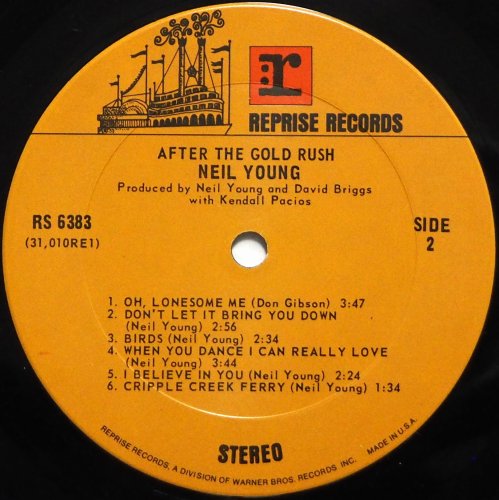 r
REPRISE RECORDS
AFTER THE GOLD RUSH
NEIL YOUNG
Produced by Neil Young and David Briggs
with Kendall Pacios
RS 6383
(31,010RE1)
SIDE
2
1. OH, LONESOME ME (Don Gibson) 3:47
2. DON'T LET IT BRING YOU DOWN
(Neil Young) 2:56
3. BIRDS (Neil Young) 2:34
4. WHEN YOU DANCE I CAN REALLY LOVE
(Neil Young) 3:44
5. I BELIEVE IN YOU (Neil Young) 2:24
6. CRIPPLE CREEK FERRY (Neil Young) 1:34
STEREO
REPRISE RECORDS, A DIVISION OF WARNER BROS. RECORDS INC. MADE IN U.S.A.